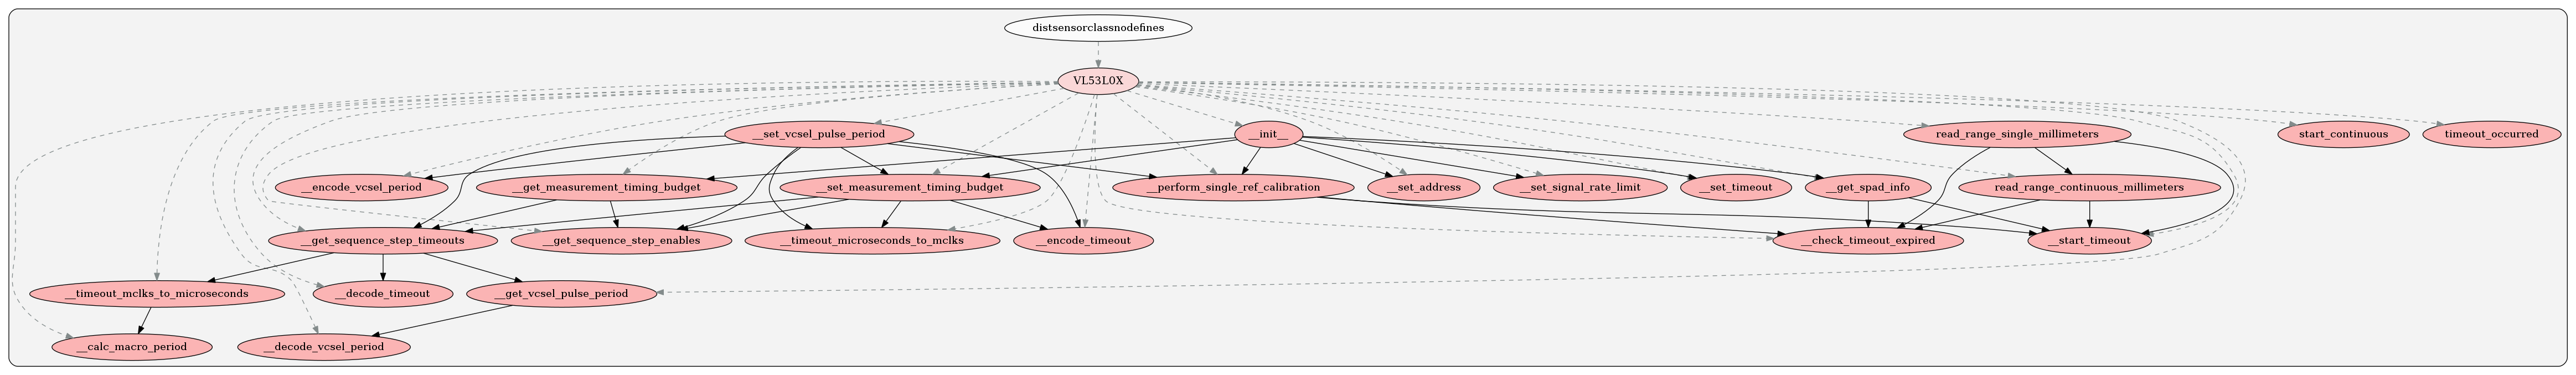 distsensorclassnodefines
VL53L0X
__set_vcsel_pulse_period
__init__
read_range_single_millimeters
start_continuous
timeout_occurred
__encode_vcsel_period
__get_measurement_timing_budget
__set_measurement_timing_budget
__perform_single_ref_calibration
__set_address
__set_signal_rate_limit
__set_timeout
__get_spad_info
read_range_continuous_millimeters
__get_sequence_step_timeouts
__get_sequence_step_enables
__timeout_microseconds_to_mclks
__encode_timeout
__check_timeout_expired
__start_timeout
__timeout_mclks_to_microseconds
__decode_timeout
__get_vcsel_pulse_period
__calc_macro_period
__decode_vcsel_period